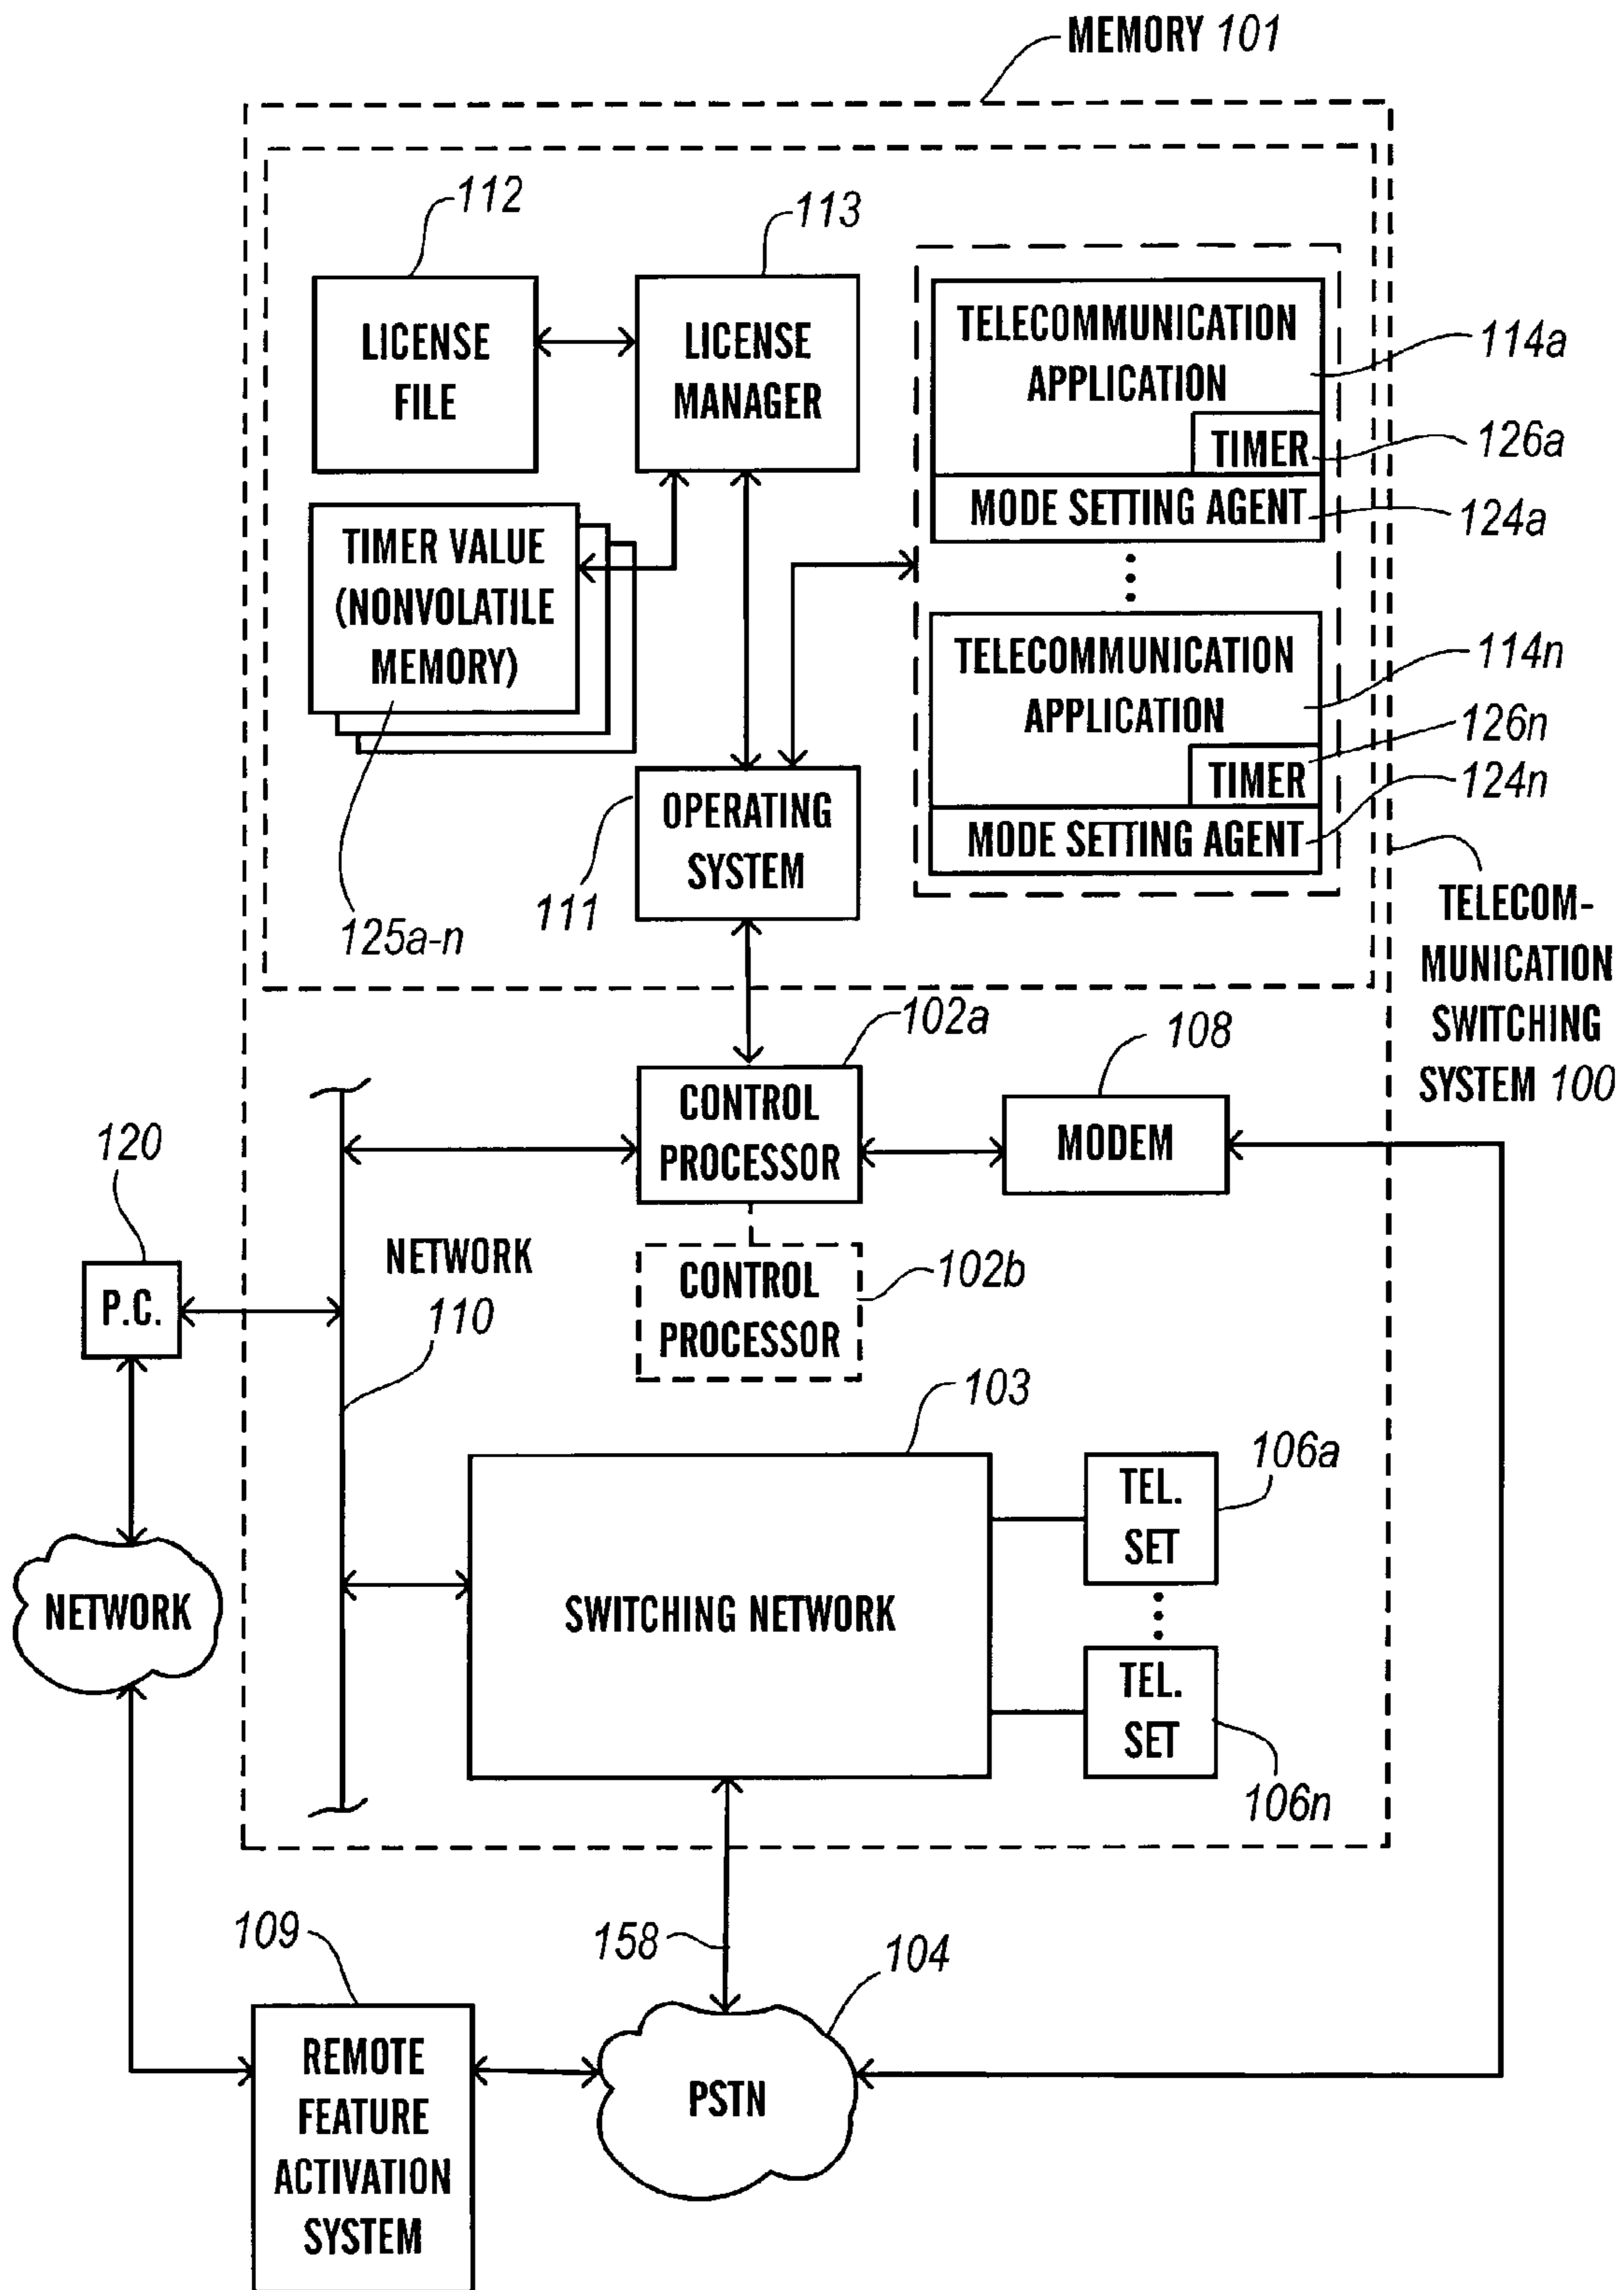 MEMORY 101
112
113
LICENSE
FILE
LICENSE
MANAGER
TELECOMMUNICATION
APPLICATION
114a
TIMER
126a
MODE SETTING AGENT
124a
TIMER VALUE
(NONVOLATILE
MEMORY)
125a-n
TELECOMMUNICATION
APPLICATION
114n
TIMER
126n
MODE SETTING AGENT
124n
OPERATING
SYSTEM
111
TELECOM-
MUNICATION
SWITCHING
SYSTEM 100
102a
CONTROL
PROCESSOR
108
MODEM
120
P.C.
NETWORK
110
CONTROL
PROCESSOR
102b
103
SWITCHING NETWORK
TEL.
SET
106a
TEL.
SET
106n
NETWORK
109
REMOTE
FEATURE
ACTIVATION
SYSTEM
158
104
PSTN